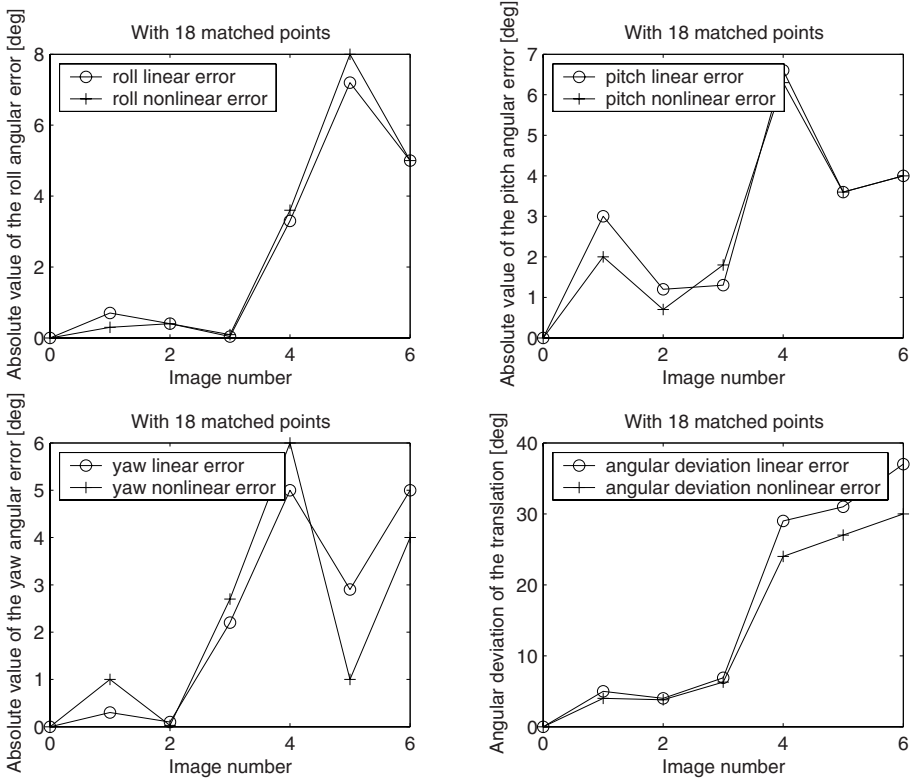 With 18 matched points
Absolute value of the roll angular error [deg]
8
6
4
2
0
roll linear error
roll nonlinear error
0 2 4 6
Image number
With 18 matched points
Absolute value of the pitch angular error [deg]
7
6
5
4
3
2
1
0
pitch linear error
pitch nonlinear error
0 2 4 6
Image number
With 18 matched points
Absolute value of the yaw angular error [deg]
6
5
4
3
2
1
0
yaw linear error
yaw nonlinear error
0 2 4 6
Image number
With 18 matched points
Angular deviation of the translation [deg]
40
30
20
10
0
angular deviation linear error
angular deviation nonlinear error
0 2 4 6
Image number